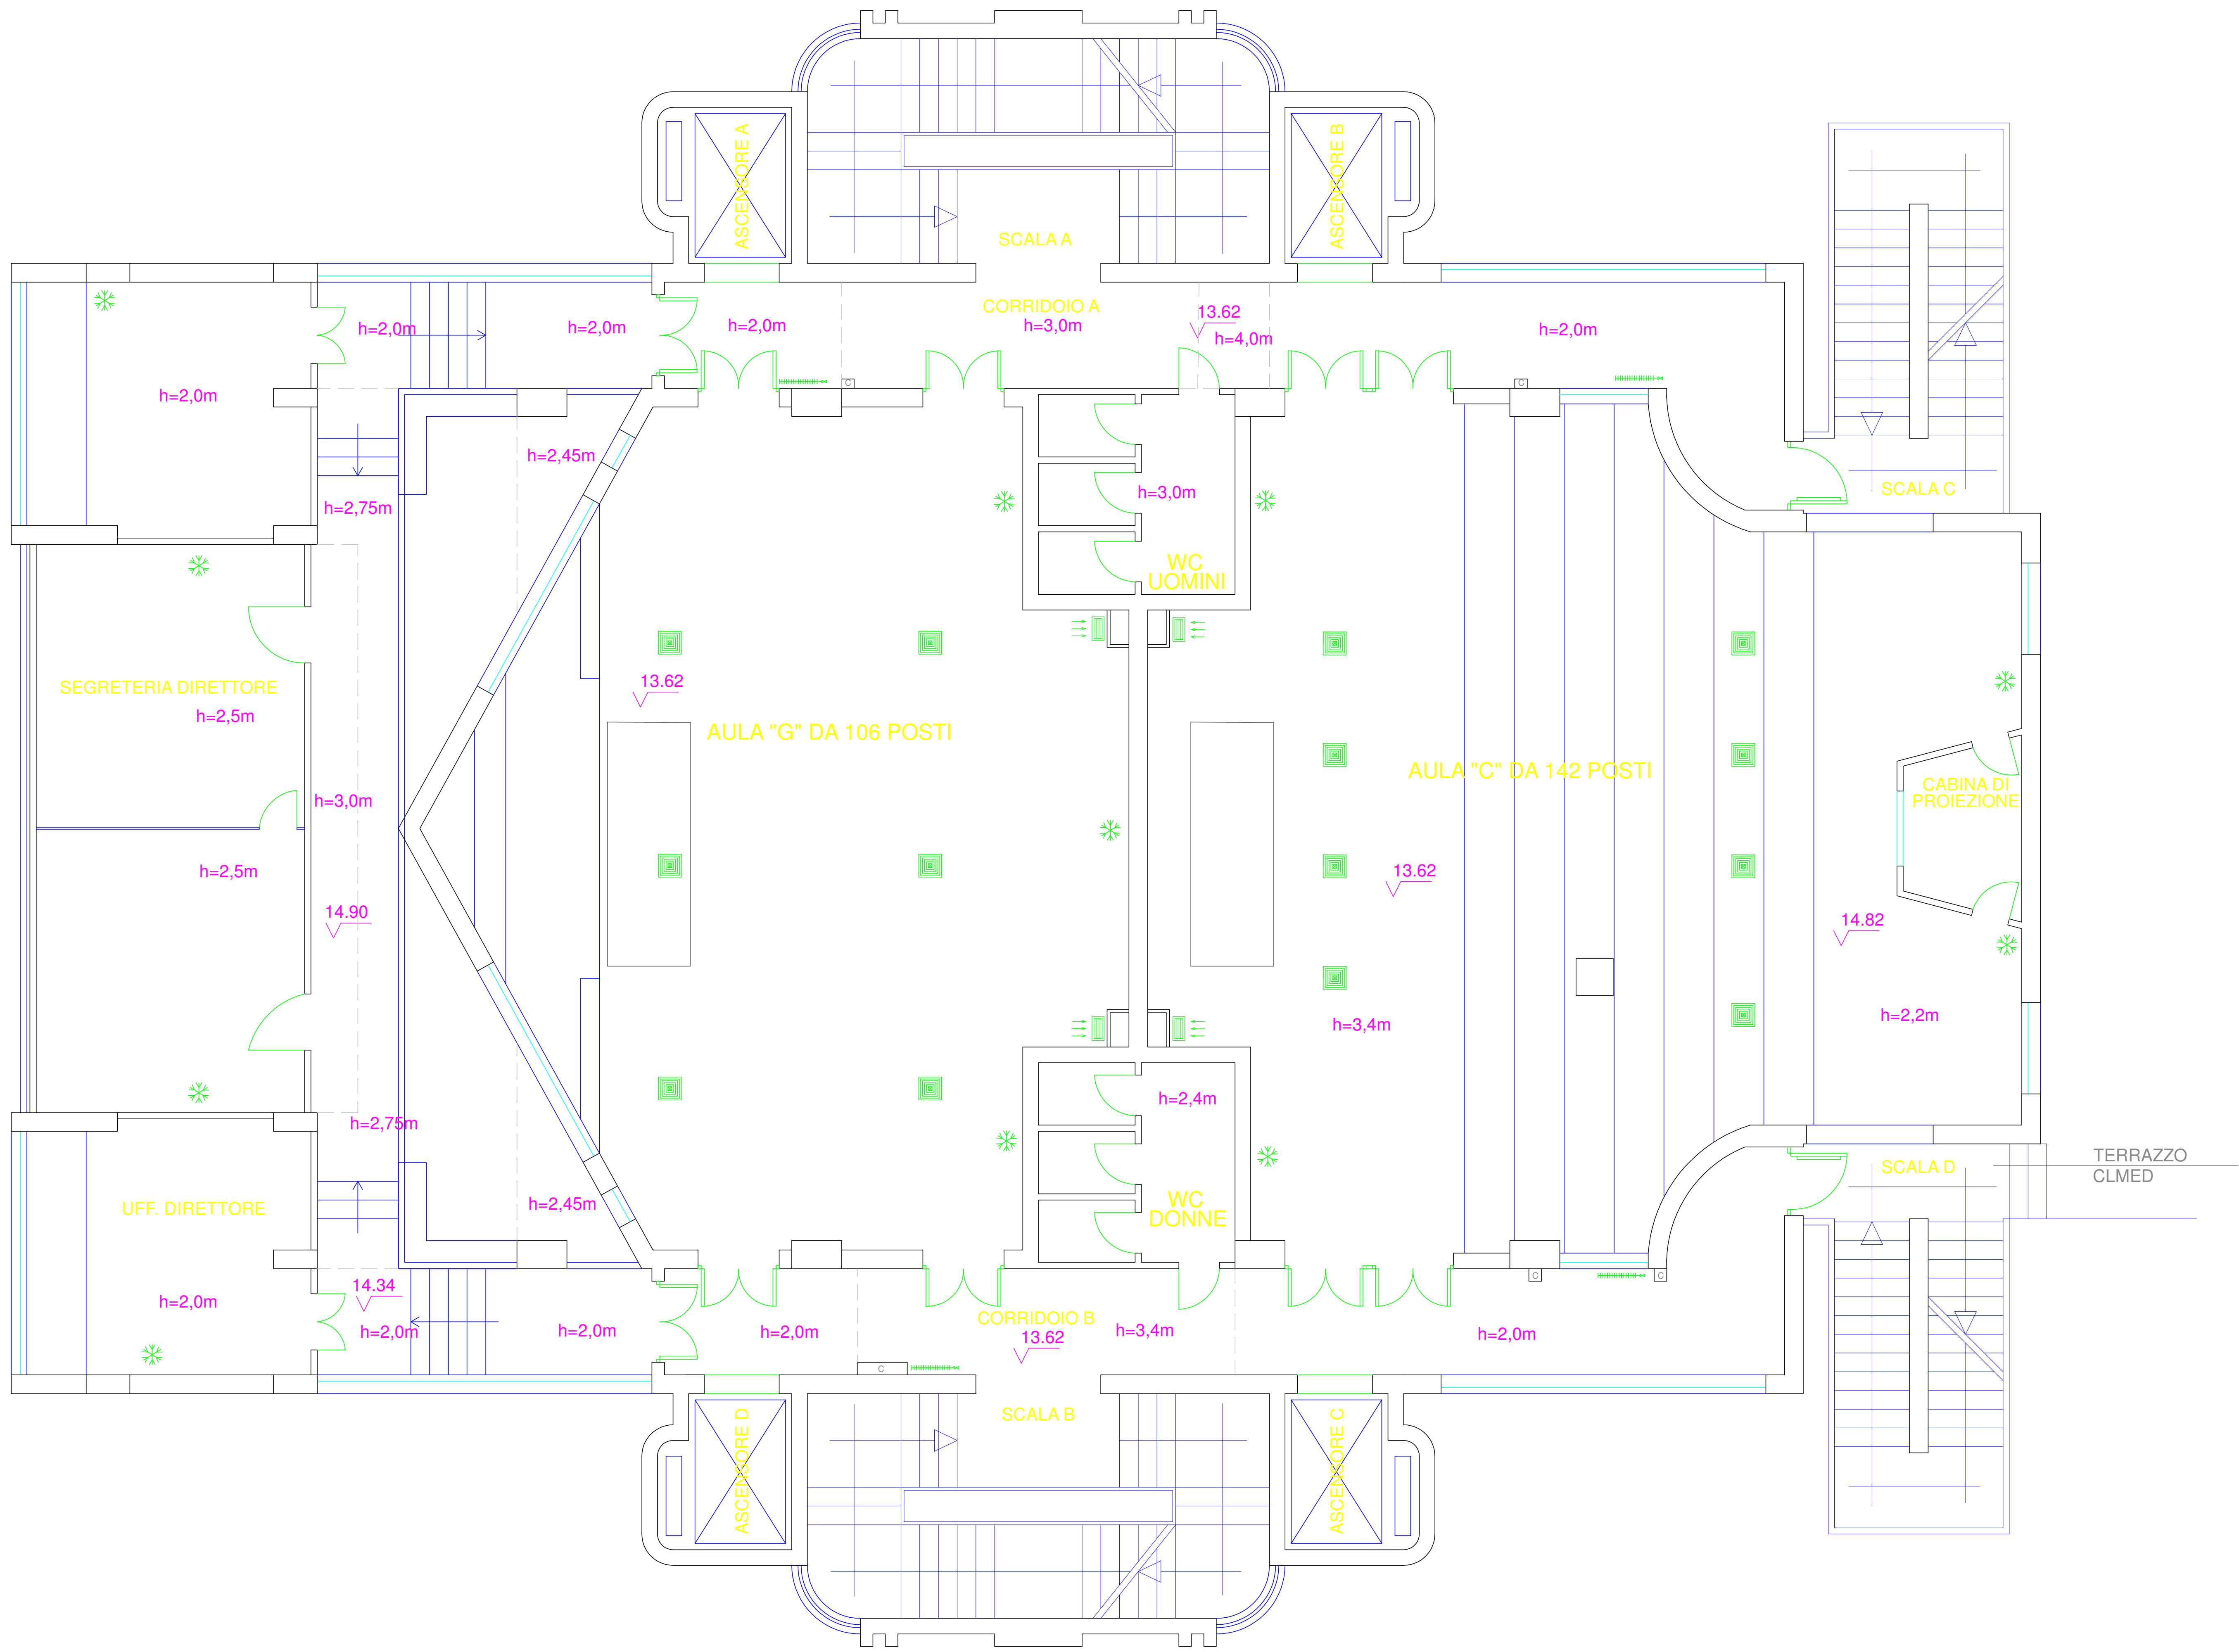 ASCENSORE A
ASCENSORE B
SCALA A
CORRIDOIO A
13.62
h=2,0m
h=2,0m
h=2,0m
h=3,0m
h=4,0m
h=2,0m
C
C
h=2,0m
h=2,45m
h=2,75m
h=3,0m
SCALA C
WC
UOMINI
SEGRETERIA DIRETTORE
h=2,5m
13.62
AULA "G" DA 106 POSTI
AULA "C" DA 142 POSTI
CABINA DI
PROIEZIONE
h=3,0m
h=2,5m
13.62
14.90
14.82
h=3,4m
h=2,2m
h=2,4m
h=2,75m
TERRAZZO
CLMED
SCALA D
UFF. DIRETTORE
h=2,45m
WC
DONNE
14.34
h=2,0m
C
C
CORRIDOIO B
13.62
h=2,0m
h=2,0m
h=2,0m
h=3,4m
h=2,0m
C
SCALA B
ASCENSORE D
ASCENSORE C